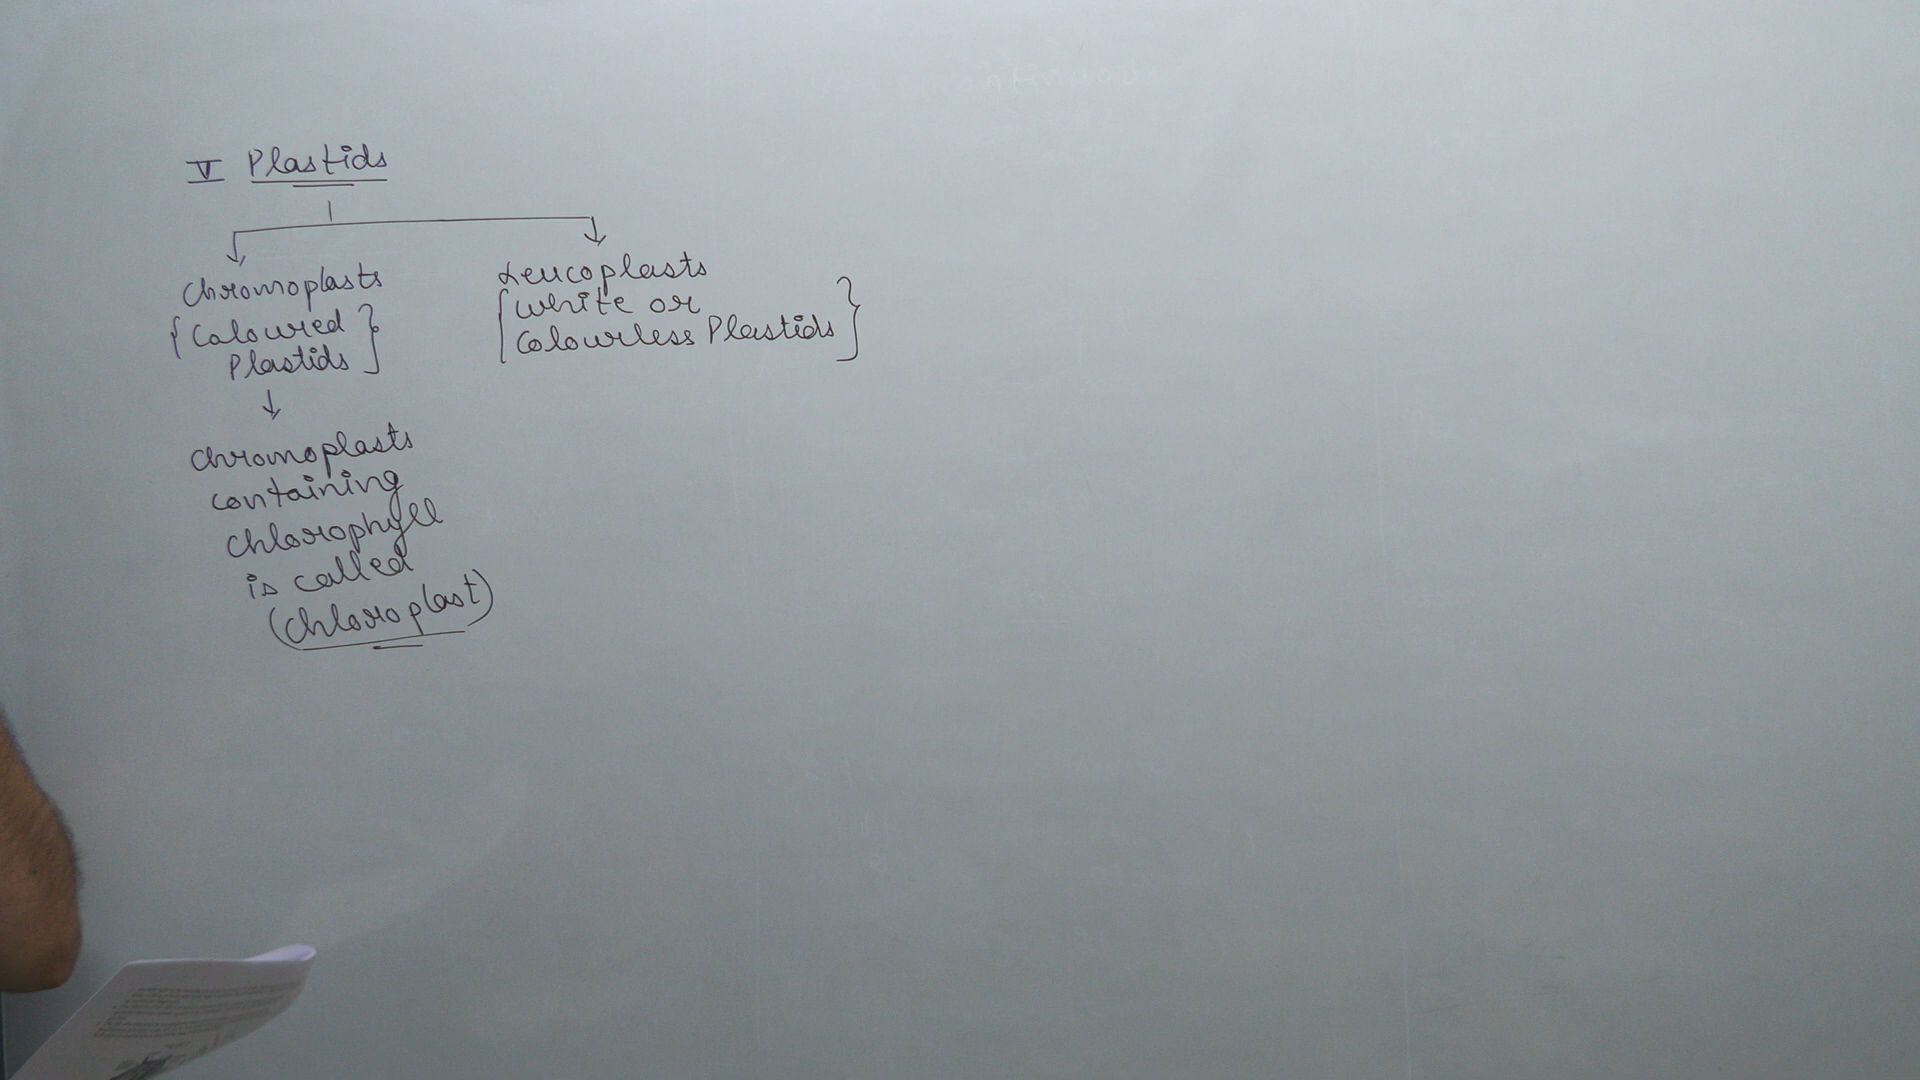 V Plastids
Chromoplasts
{Coloured
Plastids}
Chromoplasts
containing
chlorophyll
is called
(chloroplast)
Leucoplasts
{White or
Colourless Plastids}